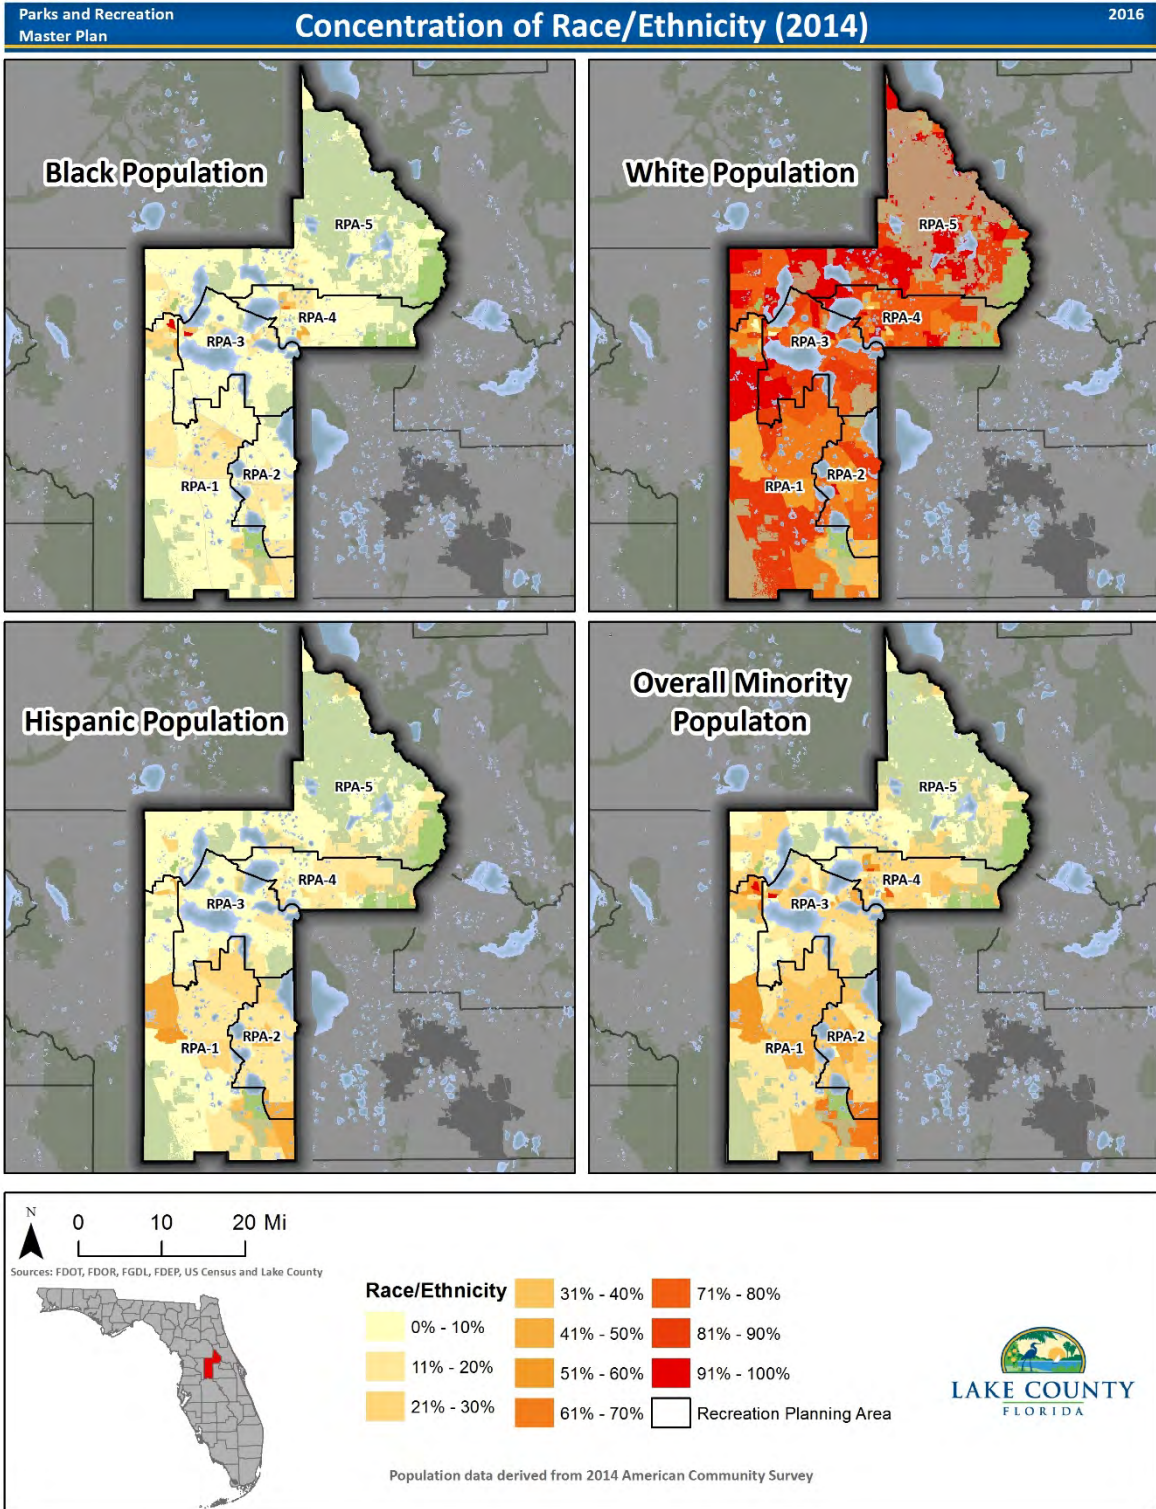 Parks and Recreation
Master Plan
Concentration of Race/Ethnicity (2014)
2016
Black Population
RPA-5
RPA-4
RPA-3
RPA-1
RPA-2
White Population
RPA-5
RPA-4
RPA-3
RPA-1
RPA-2
Hispanic Population
RPA-5
RPA-4
RPA-3
RPA-1
RPA-2
Overall Minority
Populaton
RPA-5
RPA-4
RPA-3
RPA-1
RPA-2
N
0 10 20 Mi
Sources: FDOT, FDOR, FGDL, FDEP, US Census and Lake County
Race/Ethnicity
0% - 10%
11% - 20%
21% - 30%
31% - 40%
41% - 50%
51% - 60%
61% - 70%
71% - 80%
81% - 90%
91% - 100%
Recreation Planning Area
LAKE COUNTY
FLORIDA
Population data derived from 2014 American Community Survey